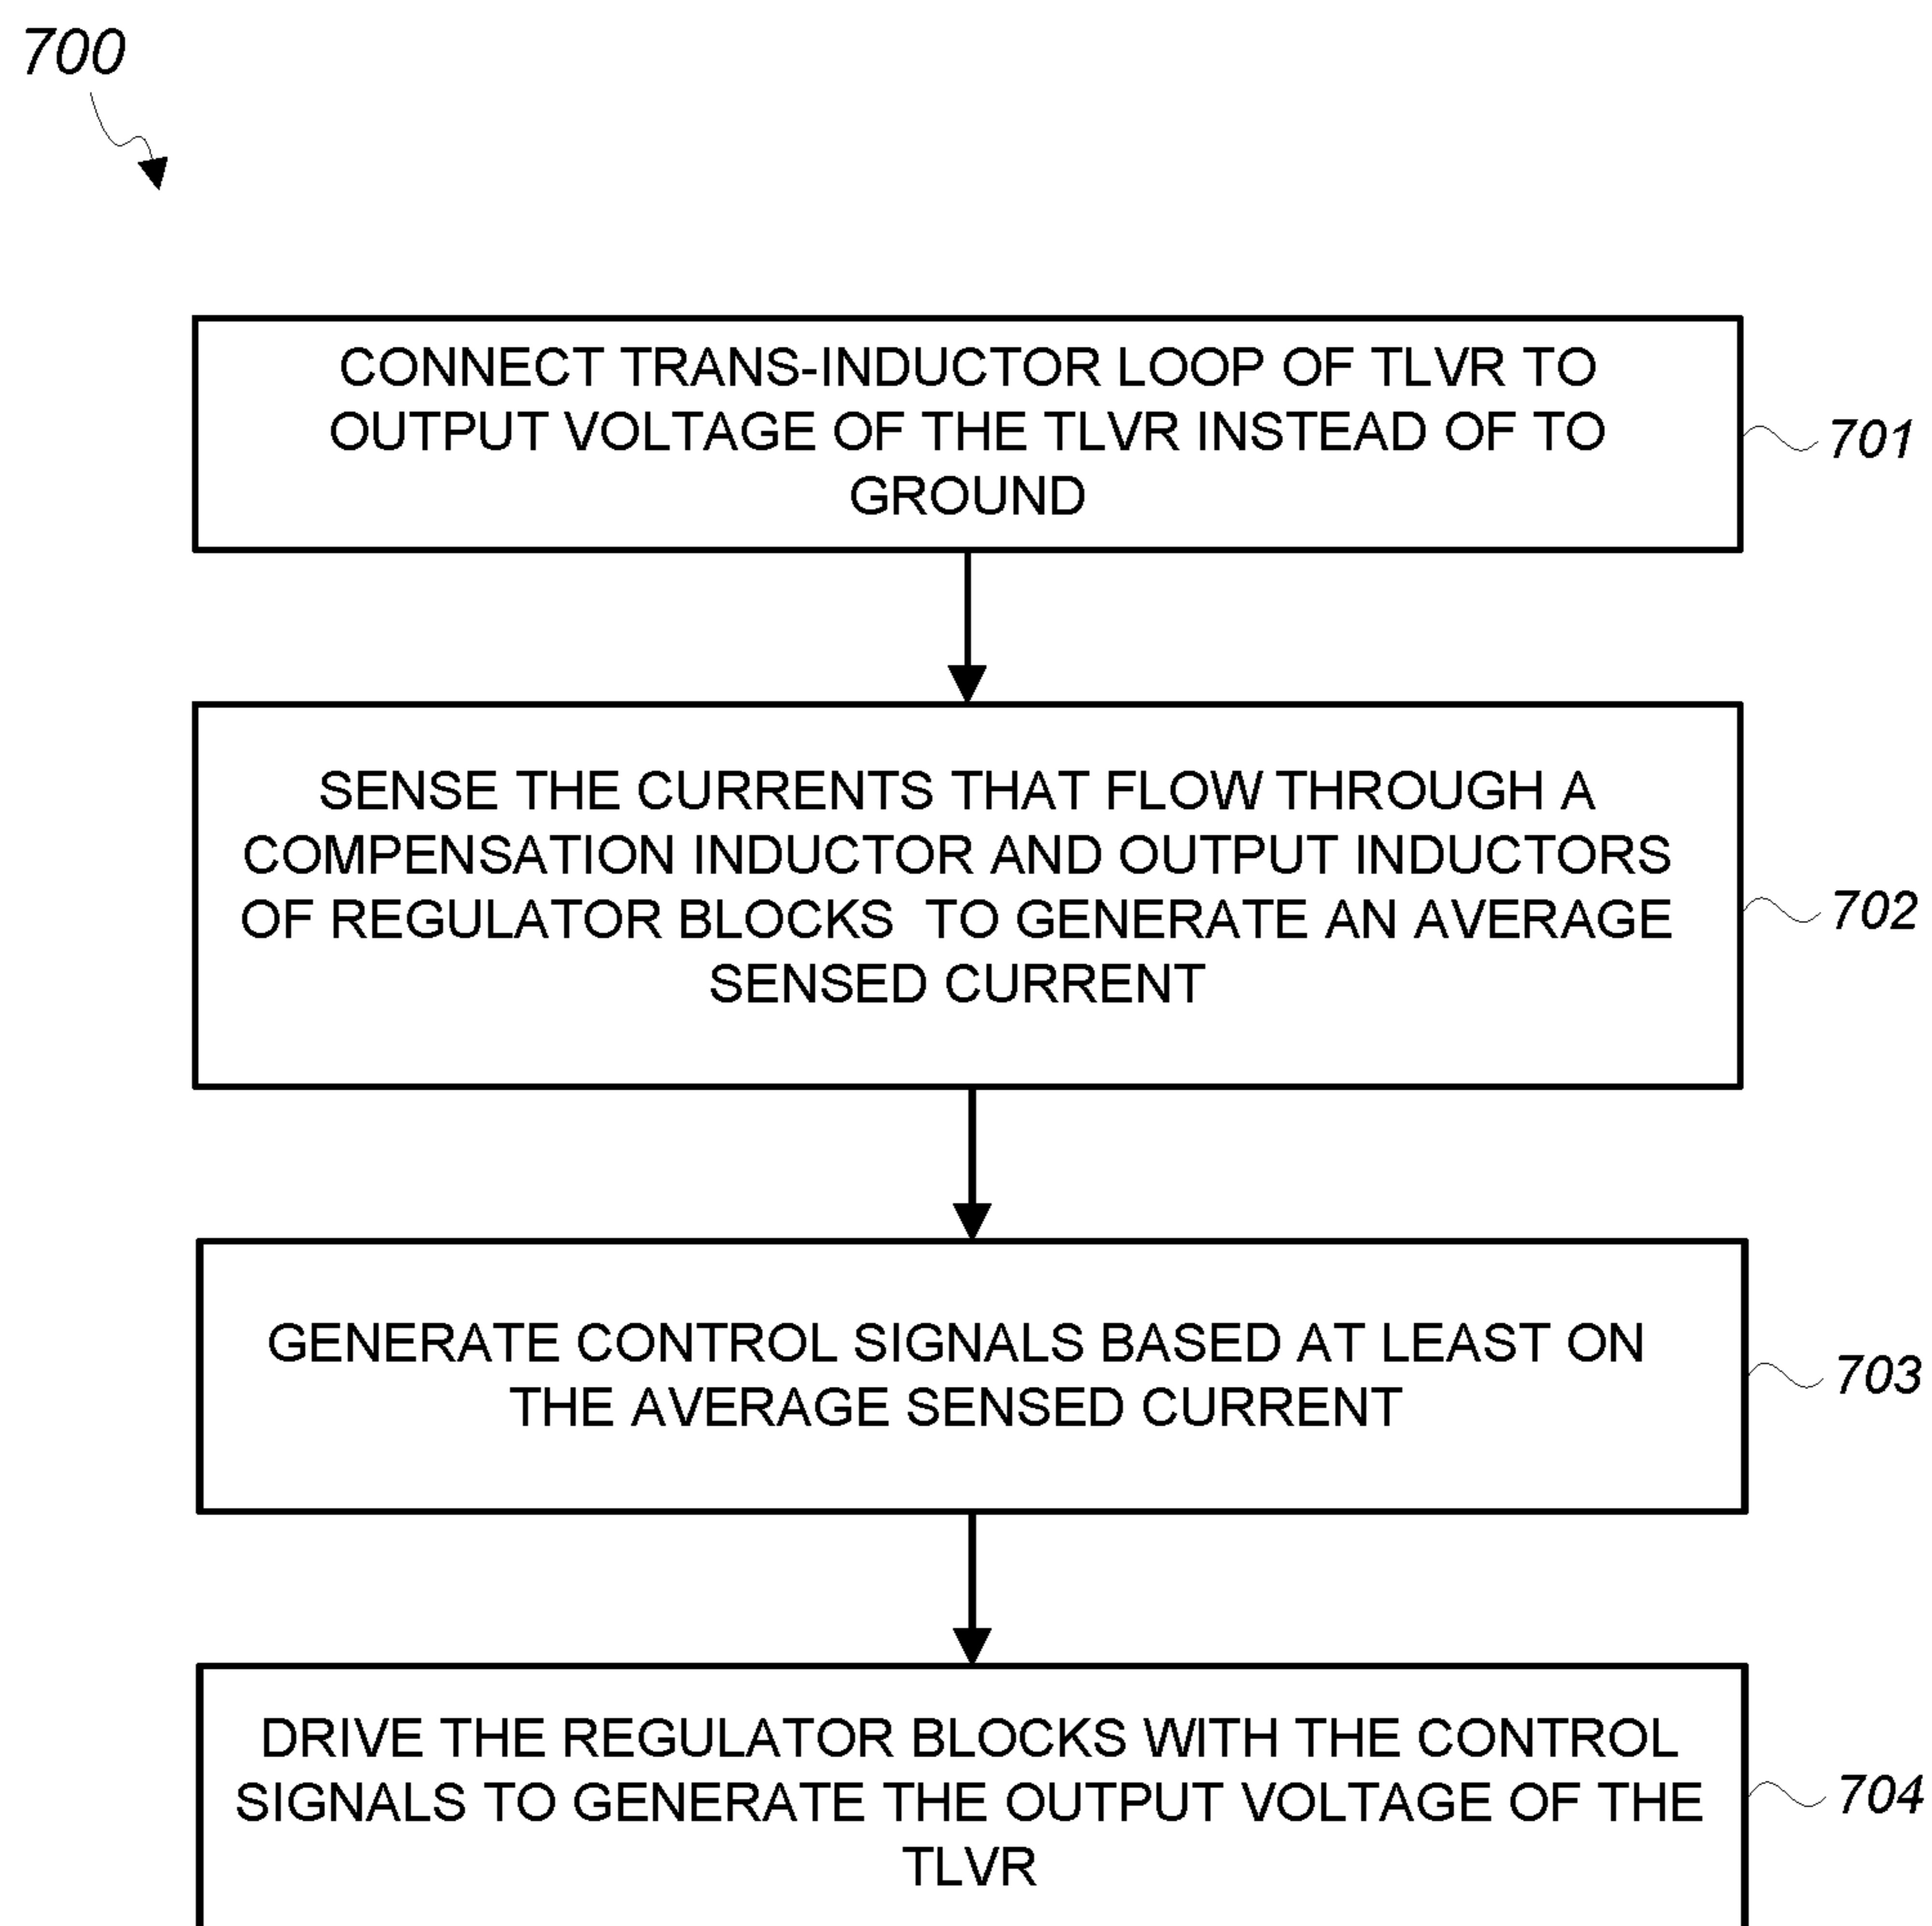 700
CONNECT TRANS-INDUCTOR LOOP OF TLVR TO
OUTPUT VOLTAGE OF THE TLVR INSTEAD OF TO
GROUND
701
SENSE THE CURRENTS THAT FLOW THROUGH A
COMPENSATION INDUCTOR AND OUTPUT INDUCTORS
OF REGULATOR BLOCKS TO GENERATE AN AVERAGE
SENSED CURRENT
702
GENERATE CONTROL SIGNALS BASED AT LEAST ON
THE AVERAGE SENSED CURRENT
703
DRIVE THE REGULATOR BLOCKS WITH THE CONTROL
SIGNALS TO GENERATE THE OUTPUT VOLTAGE OF THE
TLVR
704